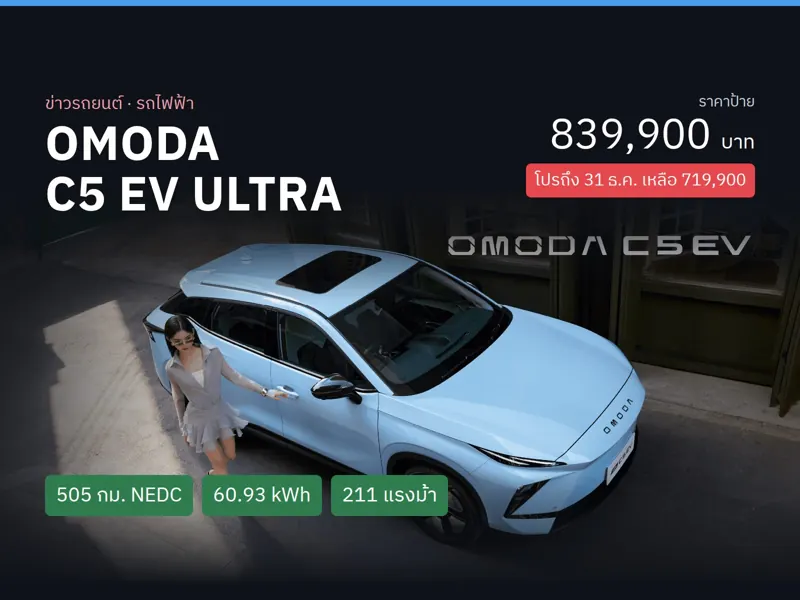 ข่าวรถยนต์ · รถไฟฟ้า
OMODA
C5 EV ULTRA
ราคาป้าย
839,900 บาท
โปรถึง 31 ธ.ค. เหลือ 719,900
OMODA C5 EV
OMODA
505 กม. NEDC
60.93 kWh
211 แรงม้า